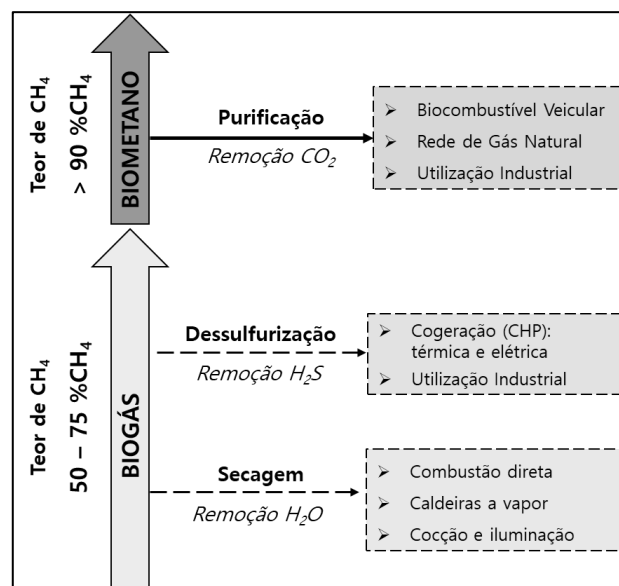 Teor de CH₄
> 90 %CH₄
BIOMETANO
Purificação
Remoção CO₂
➢ Biocombustível Veicular
➢ Rede de Gás Natural
➢ Utilização Industrial
Teor de CH₄
50 – 75 %CH₄
BIOGÁS
Dessulfurização
Remoção H₂S
➢ Cogeração (CHP):
térmica e elétrica
➢ Utilização Industrial
Secagem
Remoção H₂O
➢ Combustão direta
➢ Caldeiras a vapor
➢ Cocção e iluminação